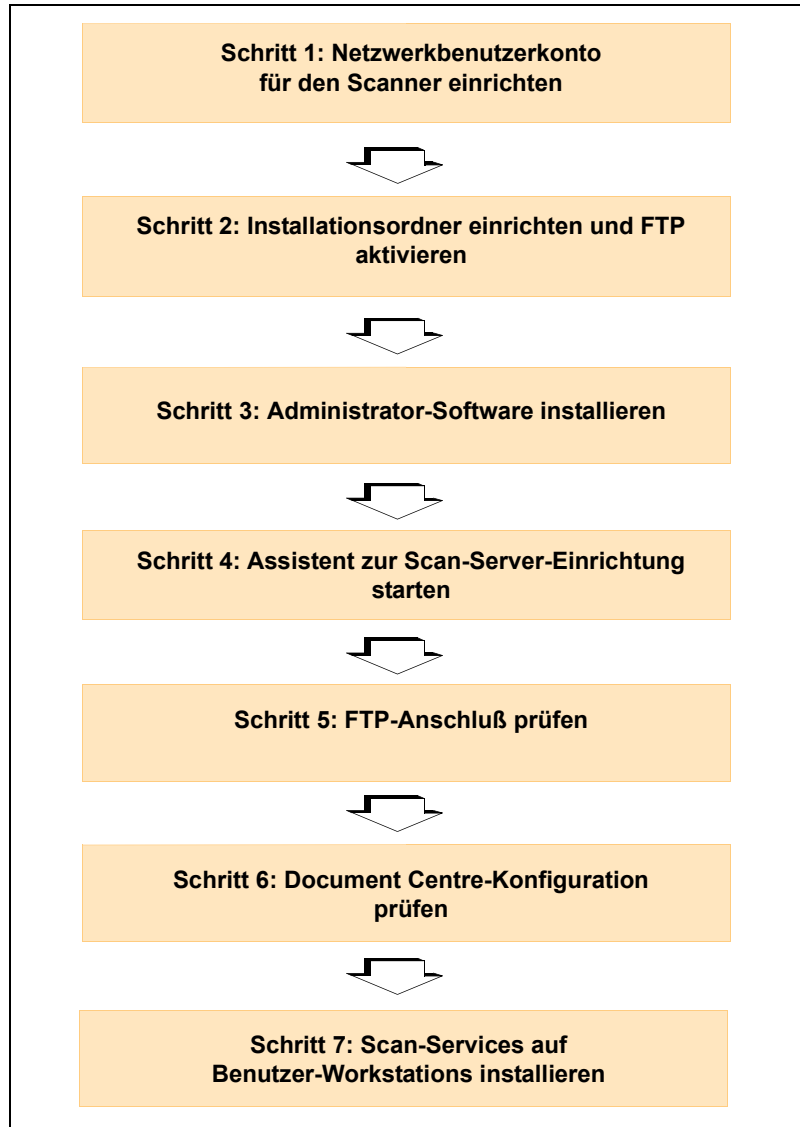 Schritt 1: Netzwerkbenutzerkonto
für den Scanner einrichten
Schritt 2: Installationsordner einrichten und FTP
aktivieren
Schritt 3: Administrator-Software installieren
Schritt 4: Assistent zur Scan-Server-Einrichtung
starten
Schritt 5: FTP-Anschluß prüfen
Schritt 6: Document Centre-Konfiguration
prüfen
Schritt 7: Scan-Services auf
Benutzer-Workstations installieren